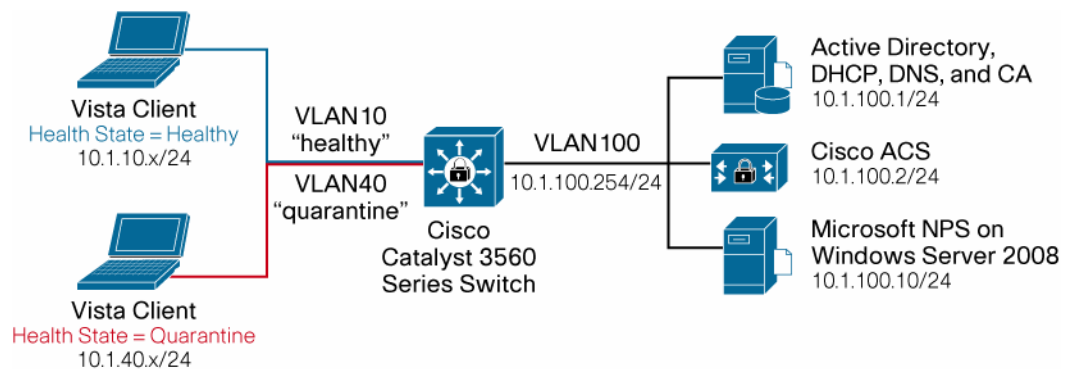 Vista Client
Health State = Healthy
10.1.10.x/24
VLAN10
“healthy”
VLAN40
“quarantine”
Vista Client
Health State = Quarantine
10.1.40.x/24
Cisco
Catalyst 3560
Series Switch
VLAN100
10.1.100.254/24
Active Directory,
DHCP, DNS, and CA
10.1.100.1/24
Cisco ACS
10.1.100.2/24
Microsoft NPS on
Windows Server 2008
10.1.100.10/24